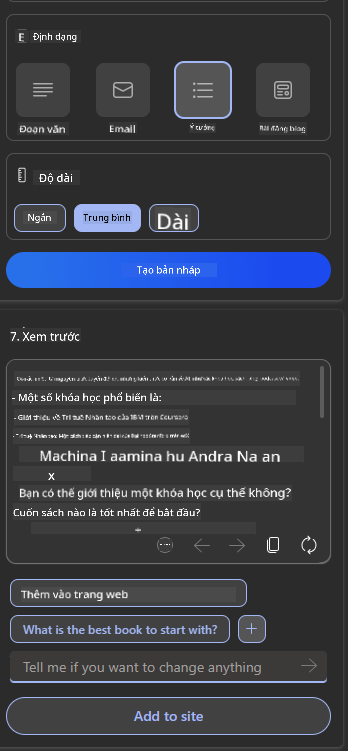 Định dạng
Đoạn văn
Email
Ý tưởng
Bài đăng blog
Độ dài
Ngắn
Trung bình
Dài
Tạo bản nháp
7. Xem trước
- Một số khóa học phổ biến là:
- Giới thiệu về Trí tuệ Nhân tạo của IBM trên Coursera
Machina I aamina hu Andra Na an
x
Bạn có thể giới thiệu một khóa học cụ thể không?
Cuốn sách nào là tốt nhất để bắt đầu?
Thêm vào trang web
What is the best book to start with?
Tell me if you want to change anything
Add to site